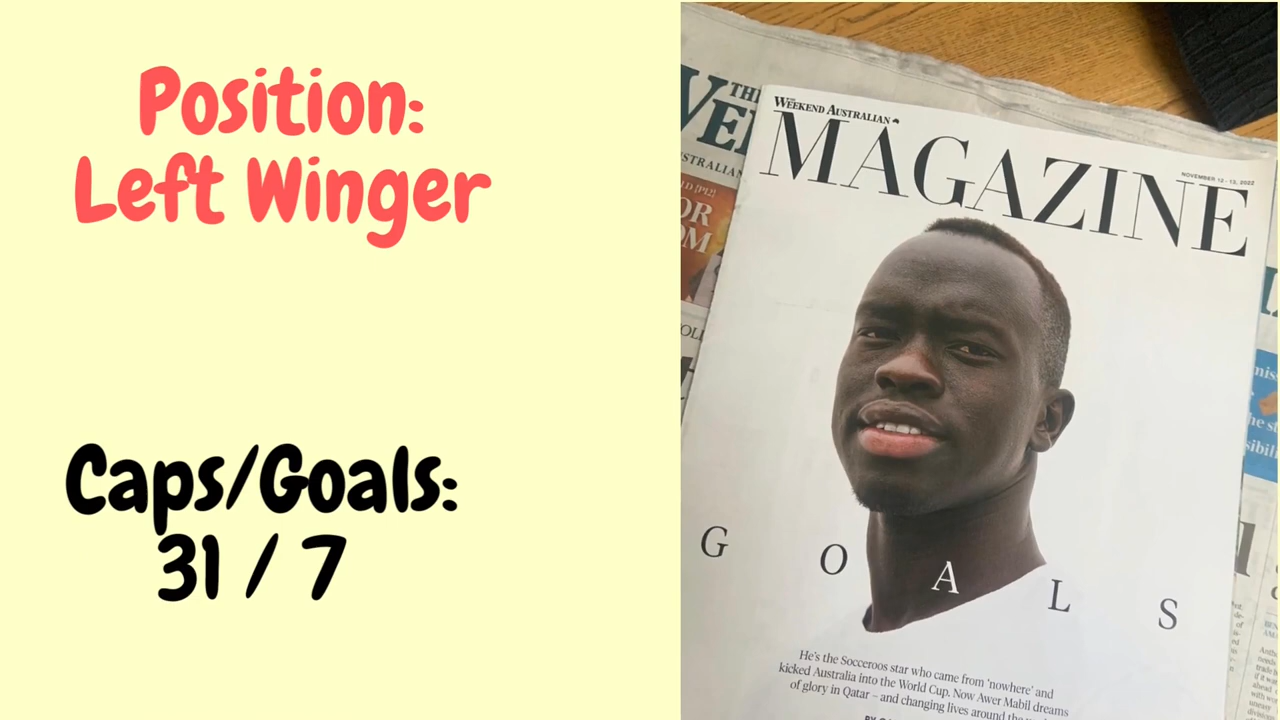 Position:
Left Winger
Caps/Goals:
31 / 7
THE
WEEKEND AUSTRALIAN
MAGAZINE
NOVEMBER 12 - 13, 2022
G O A L S
He's the Socceroos star who came from 'nowhere' and
kicked Australia into the World Cup. Now Awer Mabil dreams
of glory in Qatar – and changing lives around the
BY